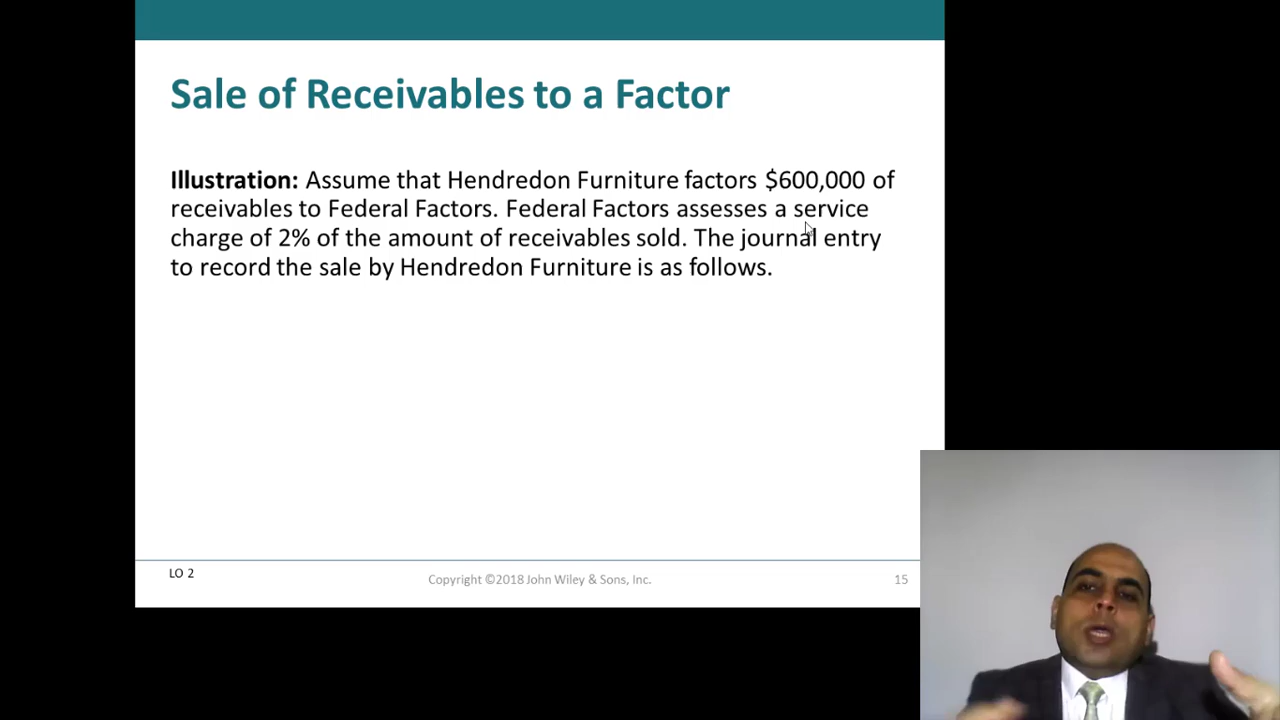 Sale of Receivables to a Factor
Illustration: Assume that Hendredon Furniture factors $600,000 of
receivables to Federal Factors. Federal Factors assesses a service
charge of 2% of the amount of receivables sold. The journal entry
to record the sale by Hendredon Furniture is as follows.
LO 2
Copyright ©2018 John Wiley & Sons, Inc.
15